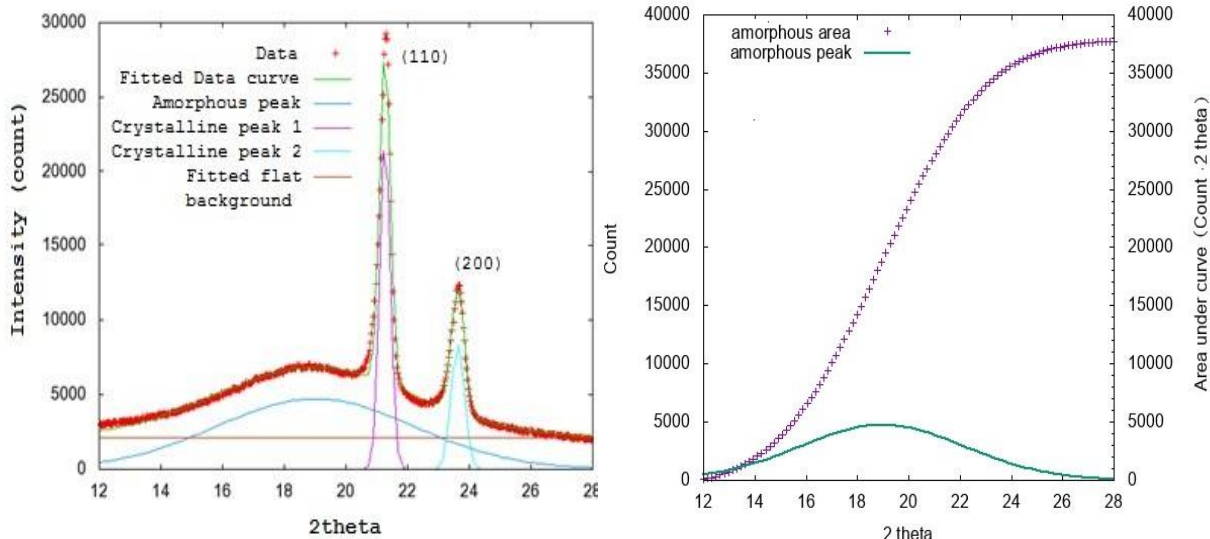 30000
25000
20000
15000
10000
5000
0
Intensity (count)
Data
Fitted Data curve
Amorphous peak
Crystalline peak 1
Crystalline peak 2
Fitted flat
background
(110)
(200)
12 14 16 18 20 22 24 26 28
2theta
40000
35000
30000
25000
20000
15000
10000
5000
0
Count
amorphous area
amorphous peak
40000
35000
30000
25000
20000
15000
10000
5000
0
Area under curve (Count · 2 theta)
12 14 16 18 20 22 24 26 28
2 theta